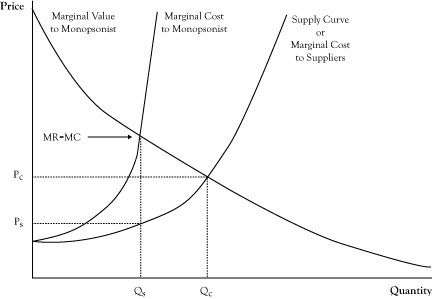 Price
Marginal Value
to Monopsonist
Marginal Cost
to Monopsonist
Supply Curve
or
Marginal Cost
to Suppliers
MR=MC
Pc
Ps
Qs
Qc
Quantity